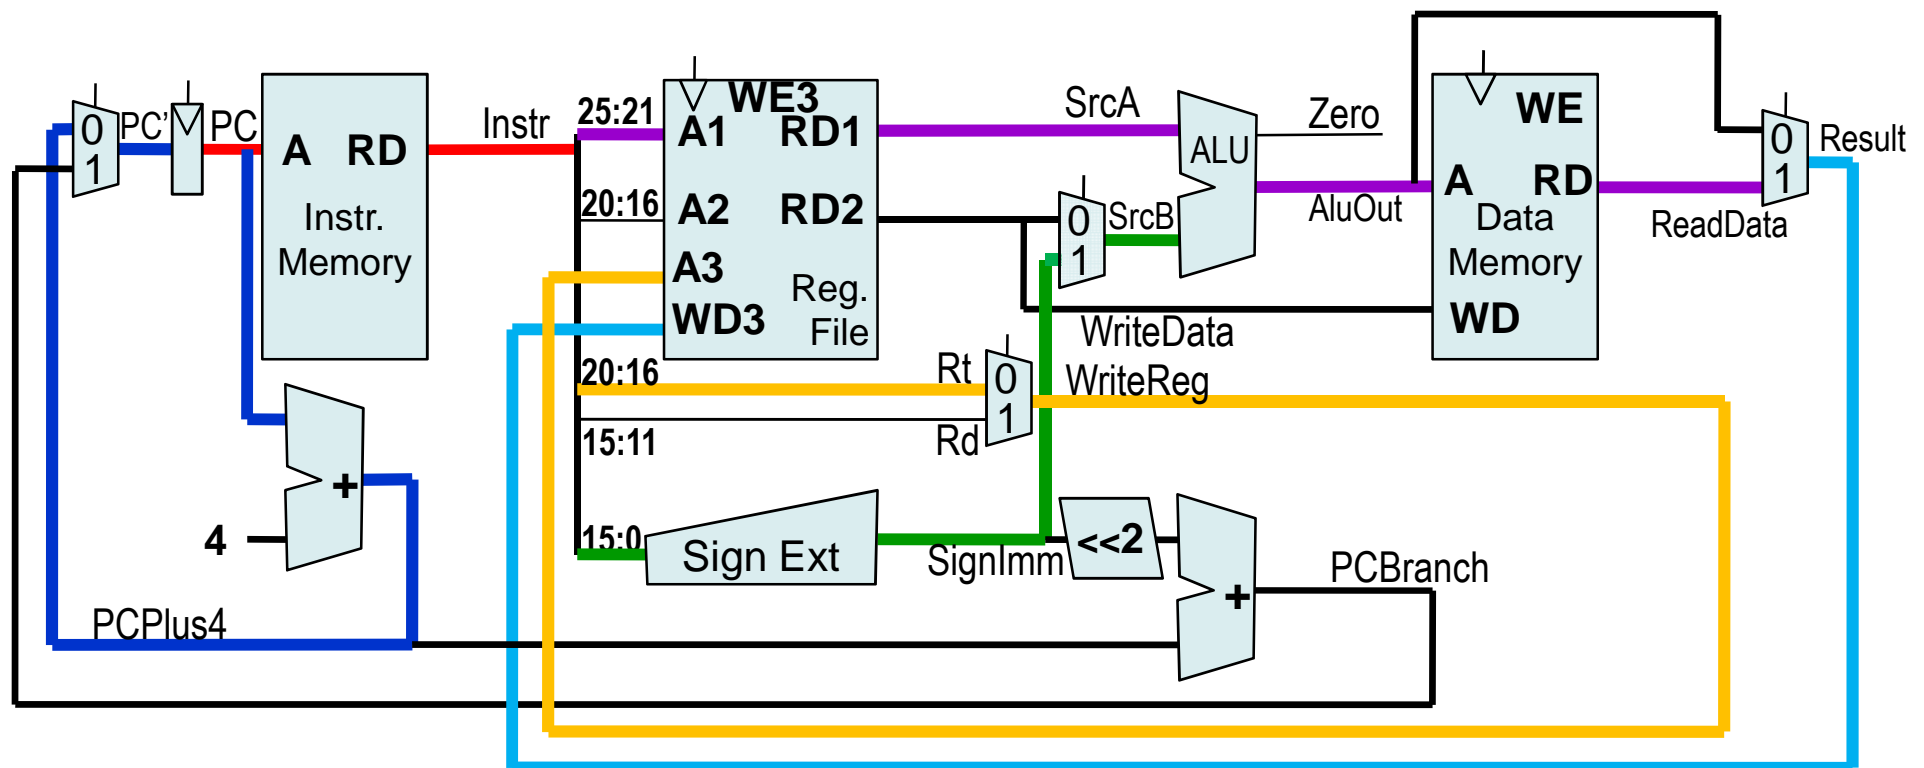 0
1
PC'
PC
A RD
Instr.
Memory
Instr
25:21
20:16
WE3
A1 RD1
A2 RD2
A3
WD3
Reg.
File
SrcA
0
1
SrcB
ALU
Zero
AluOut
WE
A RD
Data
Memory
WD
ReadData
0
1
Result
WriteData
WriteReg
20:16
Rt
0
1
15:11
Rd
+
4
15:0
Sign Ext
SignImm
<<2
+
PCBranch
PCPlus4